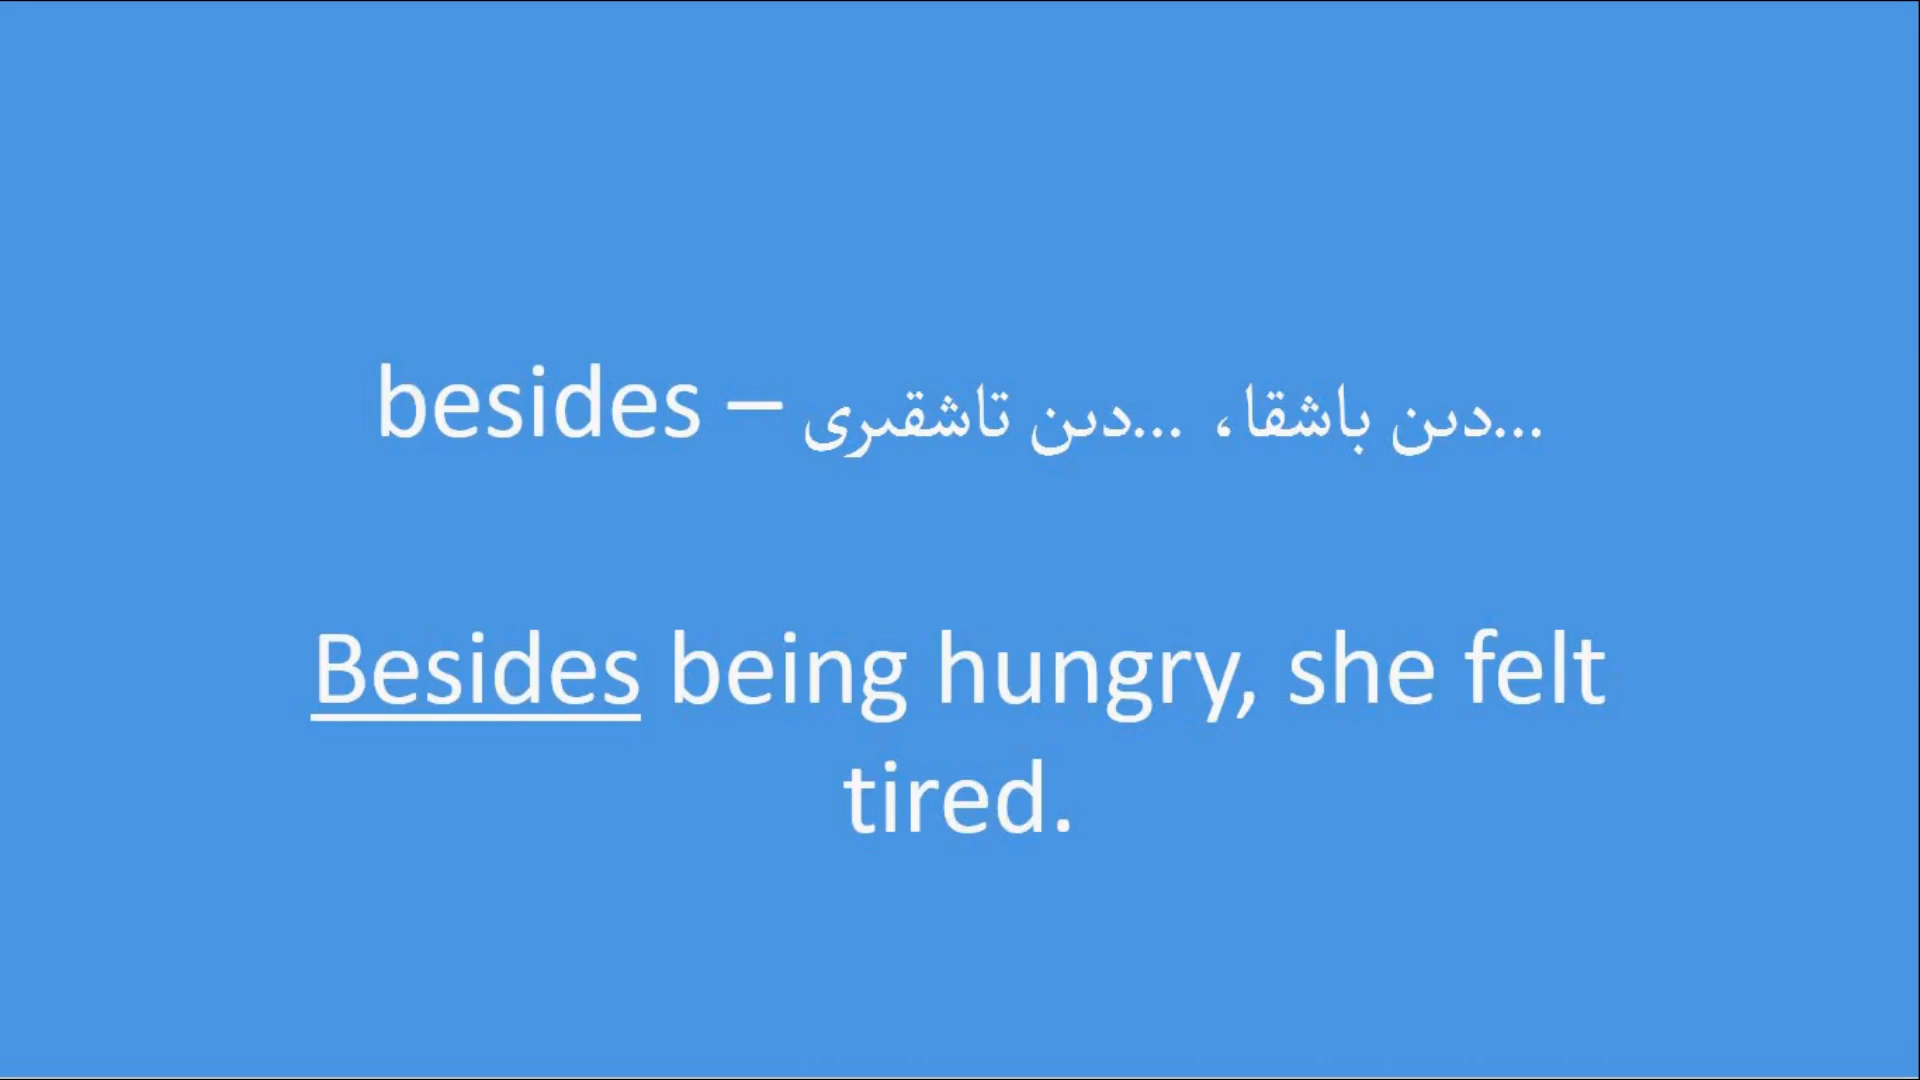 besides – ...دىن باشقا، ...دىن تاشقىرى
Besides being hungry, she felt
tired.